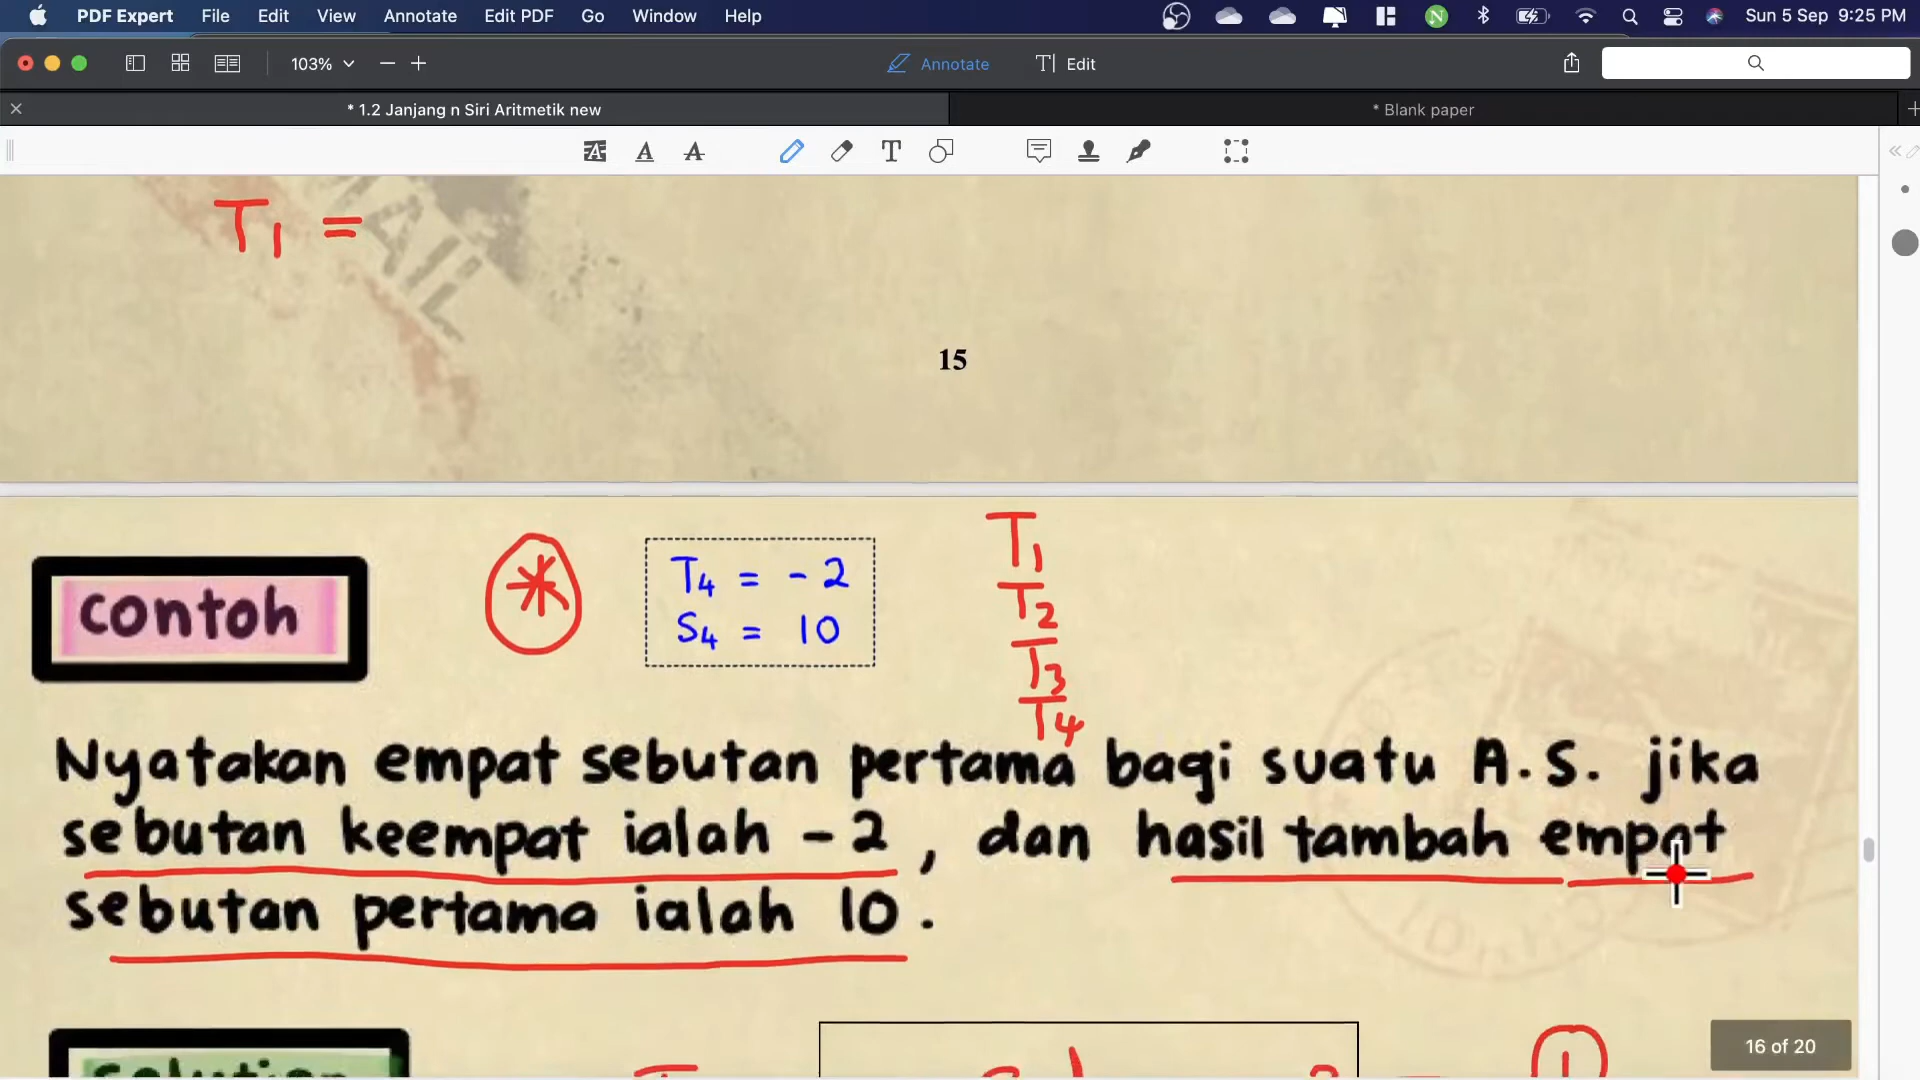 PDF Expert File Edit View Annotate Edit PDF Go Window Help Sun 5 Sep 9:25 PM
103% Annotate T Edit
* 1.2 Janjang n Siri Aritmetik new * Blank paper
A A A T
T1 =
15
contoh
*
T4 = -2
S4 = 10
T1
T2
T3
T4
Nyatakan empat sebutan pertama bagi suatu A.S. jika
sebutan keempat ialah -2, dan hasil tambah empat
sebutan pertama ialah 10.
16 of 20